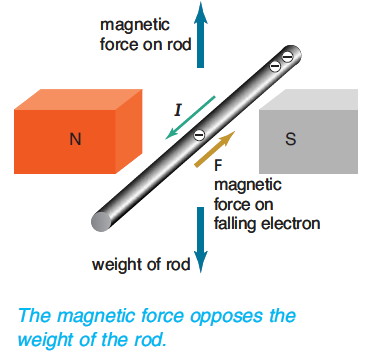 magnetic
force on rod
I
N
S
F
magnetic
force on
falling electron
weight of rod
The magnetic force opposes the
weight of the rod.